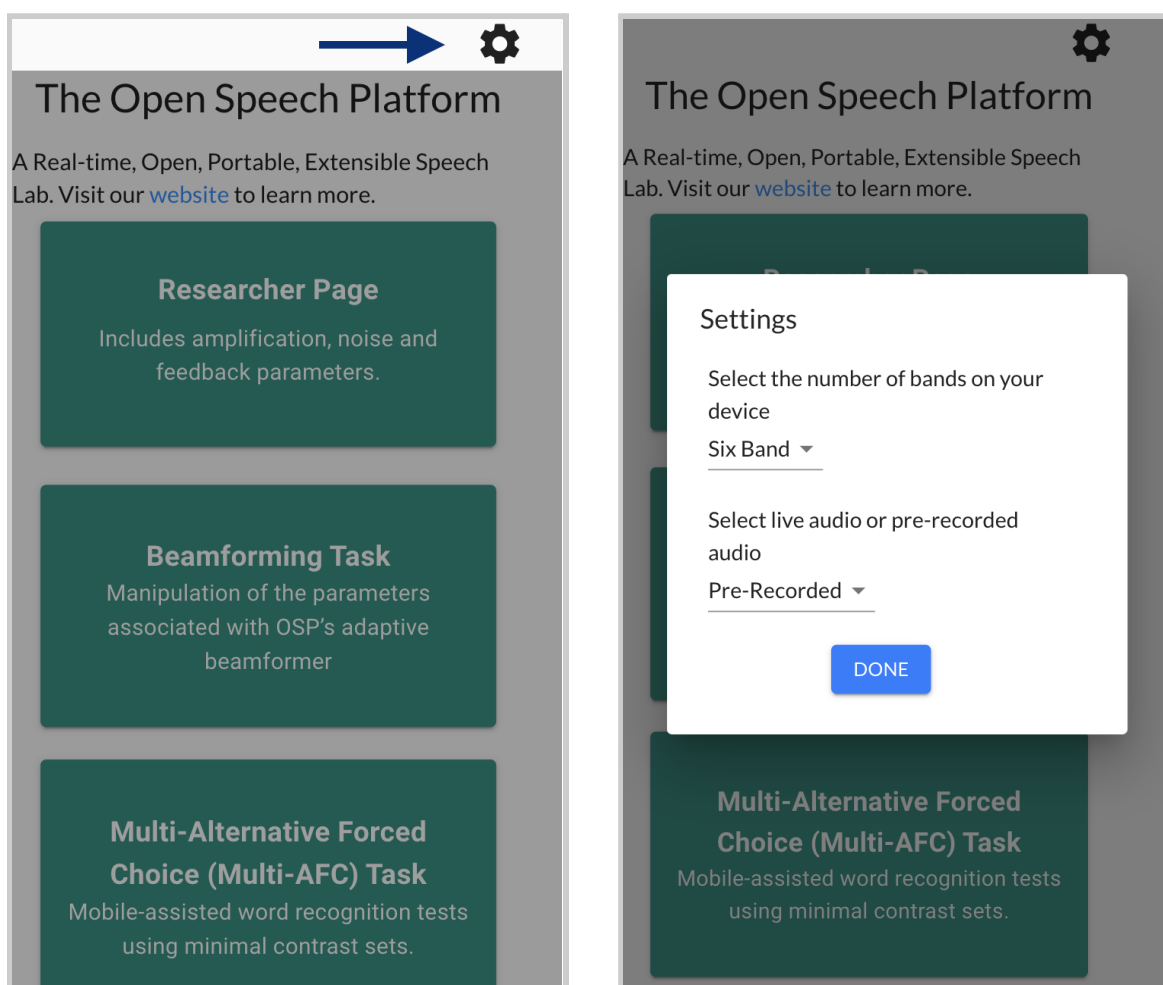 The Open Speech Platform
A Real-time, Open, Portable, Extensible Speech
Lab. Visit our website to learn more.
Researcher Page
Includes amplification, noise and
feedback parameters.
Beamforming Task
Manipulation of the parameters
associated with OSP's adaptive
beamformer
Multi-Alternative Forced
Choice (Multi-AFC) Task
Mobile-assisted word recognition tests
using minimal contrast sets.
The Open Speech Platform
A Real-time, Open, Portable, Extensible Speech
Lab. Visit our website to learn more.
Settings
Select the number of bands on your
device
Six Band
Select live audio or pre-recorded
audio
Pre-Recorded
DONE
Multi-Alternative Forced
Choice (Multi-AFC) Task
Mobile-assisted word recognition tests
using minimal contrast sets.